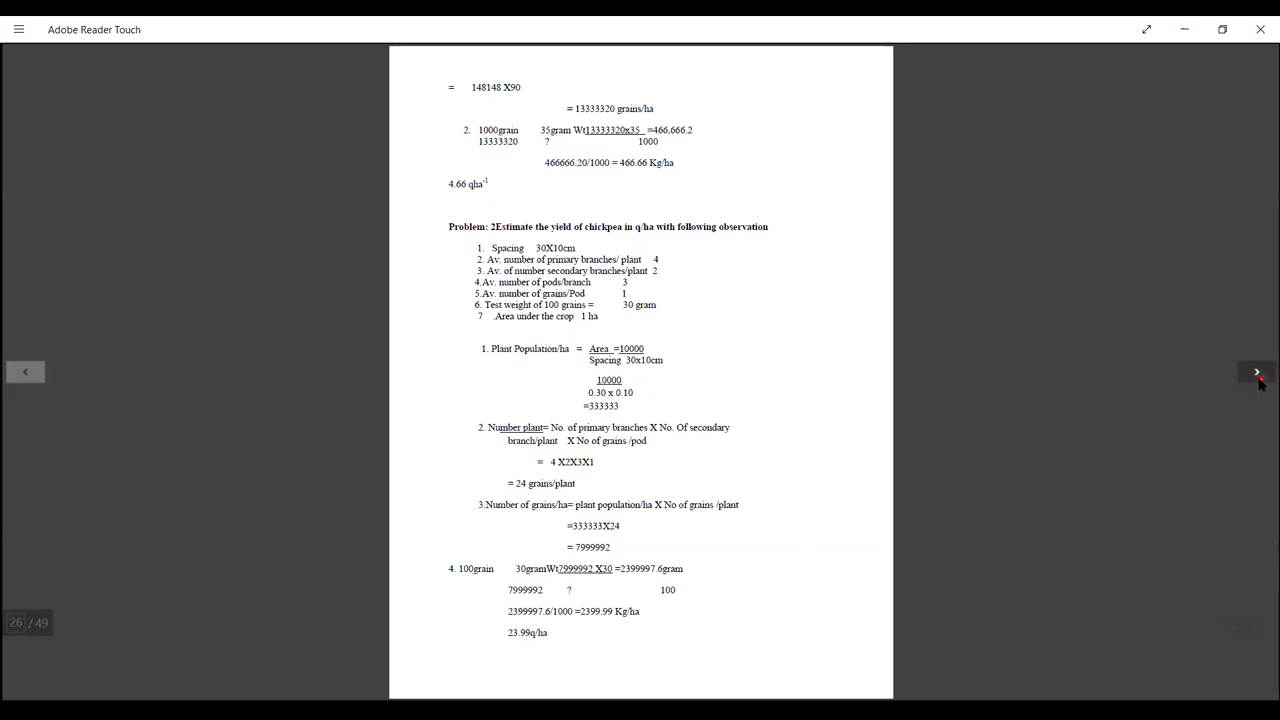 Adobe Reader Touch
= 148148 X90
= 13333320 grains/ha
2. 1000grain 35gram Wt13333320x35 =466,666.2
13333320 ? 1000
466666.20/1000 = 466.66 Kg/ha
4.66 qha-1
Problem: 2Estimate the yield of chickpea in q/ha with following observation
1. Spacing 30X10cm
2. Av. number of primary branches/ plant 4
3. Av. of number secondary branches/plant 2
4.Av. number of pods/branch 3
5.Av. number of grains/Pod 1
6. Test weight of 100 grains = 30 gram
7 .Area under the crop 1 ha
1. Plant Population/ha = Area =10000
Spacing 30x10cm
10000
0.30 x 0.10
=333333
2. Number plant= No. of primary branches X No. Of secondary
branch/plant X No of grains /pod
= 4 X2X3X1
= 24 grains/plant
3.Number of grains/ha= plant population/ha X No of grains /plant
=333333X24
= 7999992
4. 100grain 30gramWt7999992 X30 =2399997.6gram
7999992 ? 100
2399997.6/1000 =2399.99 Kg/ha
23.99q/ha
26 / 49